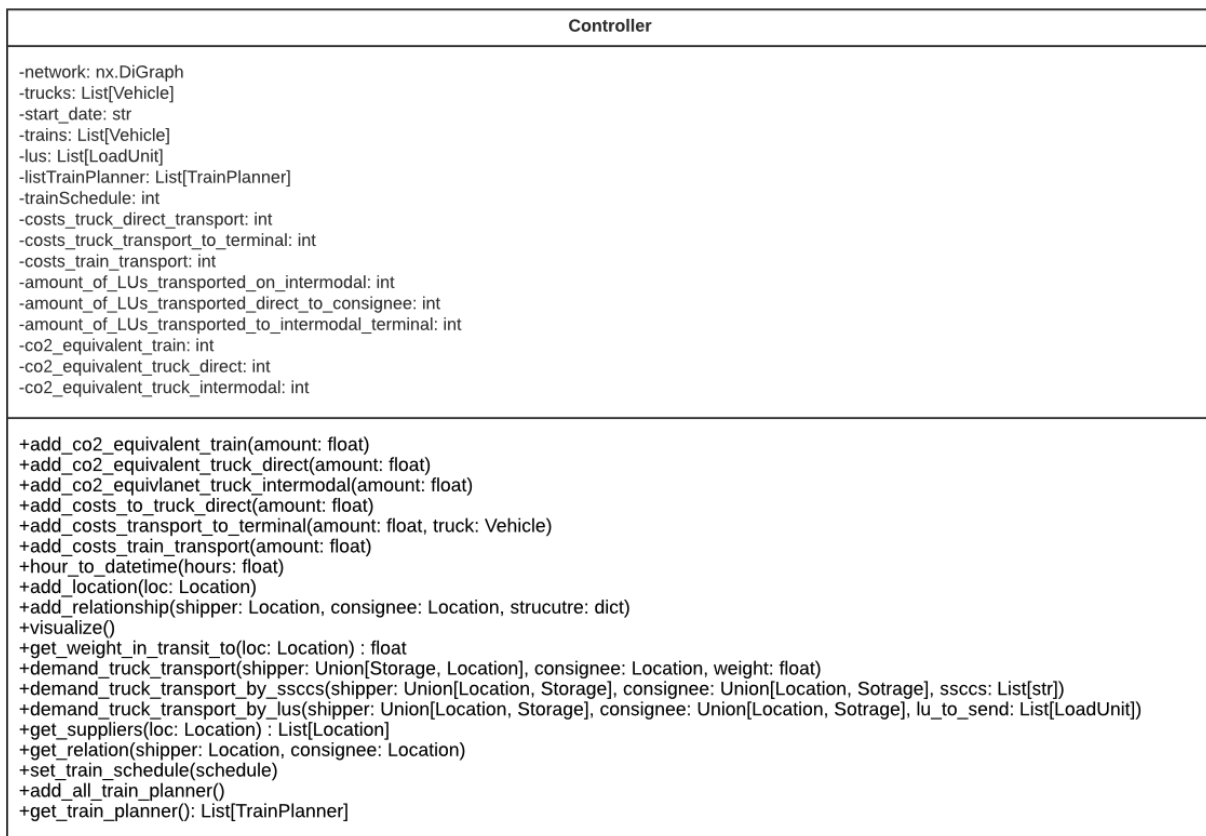 Controller
-network: nx.DiGraph
-trucks: List[Vehicle]
-start_date: str
-trains: List[Vehicle]
-lus: List[LoadUnit]
-listTrainPlanner: List[TrainPlanner]
-trainSchedule: int
-costs_truck_direct_transport: int
-costs_truck_transport_to_terminal: int
-costs_train_transport: int
-amount_of_LUs_transported_on_intermodal: int
-amount_of_LUs_transported_direct_to_consignee: int
-amount_of_LUs_transported_to_intermodal_terminal: int
-co2_equivalent_train: int
-co2_equivalent_truck_direct: int
-co2_equivalent_truck_intermodal: int
+add_co2_equivalent_train(amount: float)
+add_co2_equivalent_truck_direct(amount: float)
+add_co2_equivlanet_truck_intermodal(amount: float)
+add_costs_to_truck_direct(amount: float)
+add_costs_transport_to_terminal(amount: float, truck: Vehicle)
+add_costs_train_transport(amount: float)
+hour_to_datetime(hours: float)
+add_location(loc: Location)
+add_relationship(shipper: Location, consignee: Location, strucutre: dict)
+visualize()
+get_weight_in_transit_to(loc: Location) : float
+demand_truck_transport(shipper: Union[Storage, Location], consignee: Location, weight: float)
+demand_truck_transport_by_ssccs(shipper: Union[Location, Storage], consignee: Union[Location, Sotrage], ssccs: List[str])
+demand_truck_transport_by_lus(shipper: Union[Location, Storage], consignee: Union[Location, Sotrage], lu_to_send: List[LoadUnit])
+get_suppliers(loc: Location) : List[Location]
+get_relation(shipper: Location, consignee: Location)
+set_train_schedule(schedule)
+add_all_train_planner()
+get_train_planner(): List[TrainPlanner]